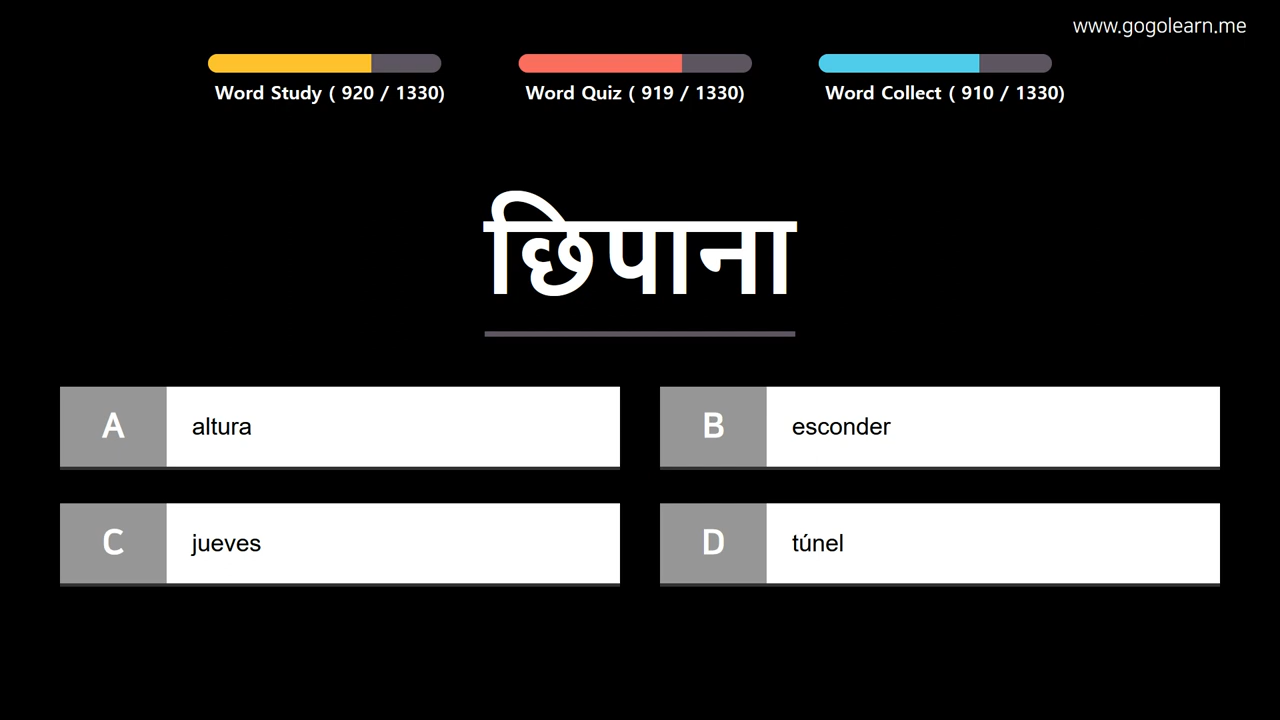 www.gogolearn.me
Word Study ( 920 / 1330)
Word Quiz ( 919 / 1330)
Word Collect ( 910 / 1330)
छिपाना
A altura
B esconder
C jueves
D túnel